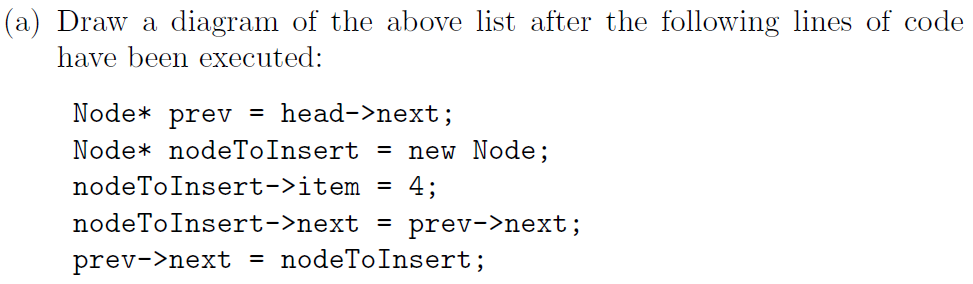 (a) Draw a diagram of the above list after the following lines of code
have been executed:
Node* prev = head->next;
Node* nodeToInsert = new Node;
nodeToInsert->item = 4;
nodeToInsert->next = prev->next;
prev->next = nodeToInsert;